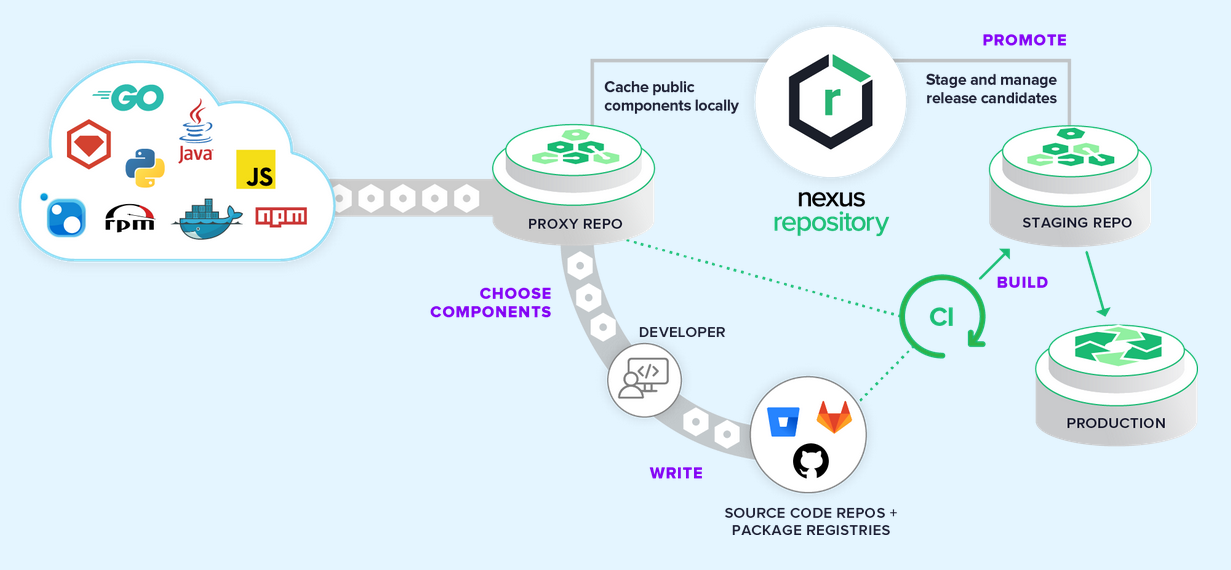 PROMOTE
Cache public
components locally
Stage and manage
release candidates
r
GO
Java
JS
rpm
npm
nexus
repository
PROXY REPO
STAGING REPO
CHOOSE
COMPONENTS
BUILD
CI
DEVELOPER
</>
PRODUCTION
WRITE
SOURCE CODE REPOS +
PACKAGE REGISTRIES